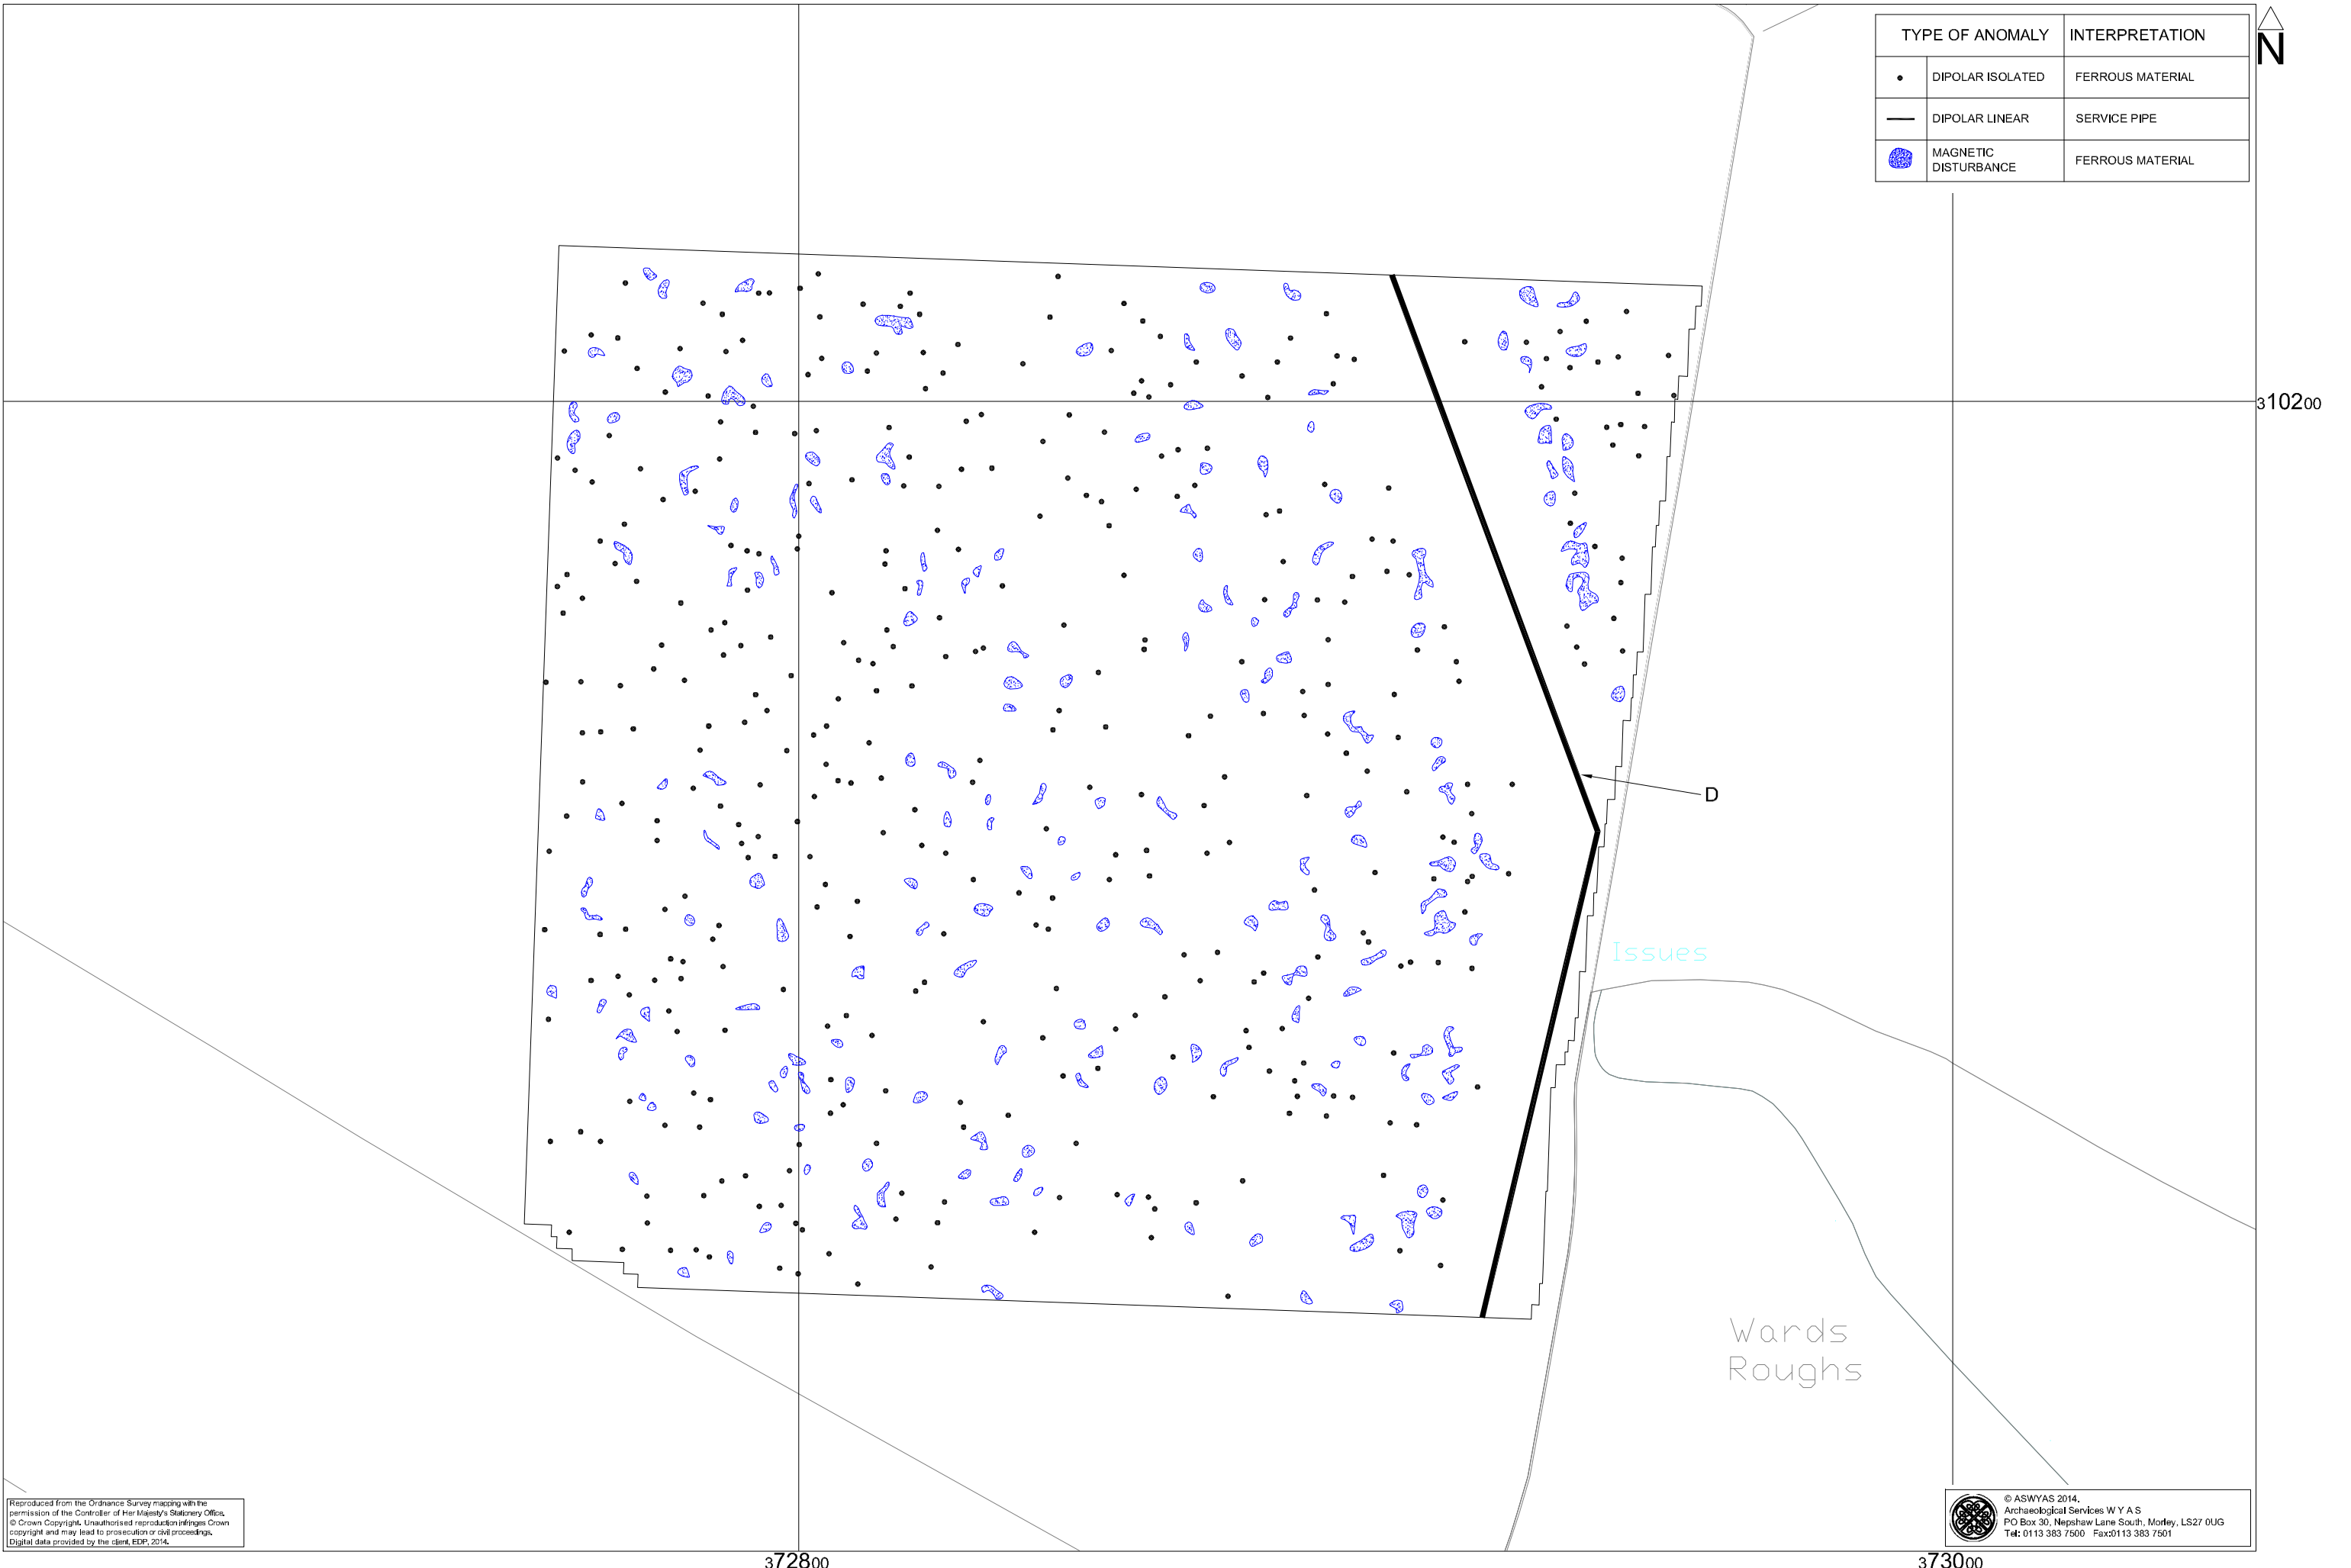 TYPE OF ANOMALY INTERPRETATION
DIPOLAR ISOLATED FERROUS MATERIAL
DIPOLAR LINEAR SERVICE PIPE
MAGNETIC
DISTURBANCE FERROUS MATERIAL
N
310200
D
Issues
Wards
Roughs
Reproduced from the Ordnance Survey mapping with the
permission of the Controller of Her Majesty's Stationery Office.
© Crown Copyright. Unauthorised reproduction infringes Crown
copyright and may lead to prosecution or civil proceedings.
Digital data provided by the client, EDP, 2014.
© ASWYAS 2014.
Archaeological Services W Y A S
PO Box 30, Nepshaw Lane South, Morley, LS27 0UG
Tel: 0113 383 7500 Fax:0113 383 7501
372800 373000